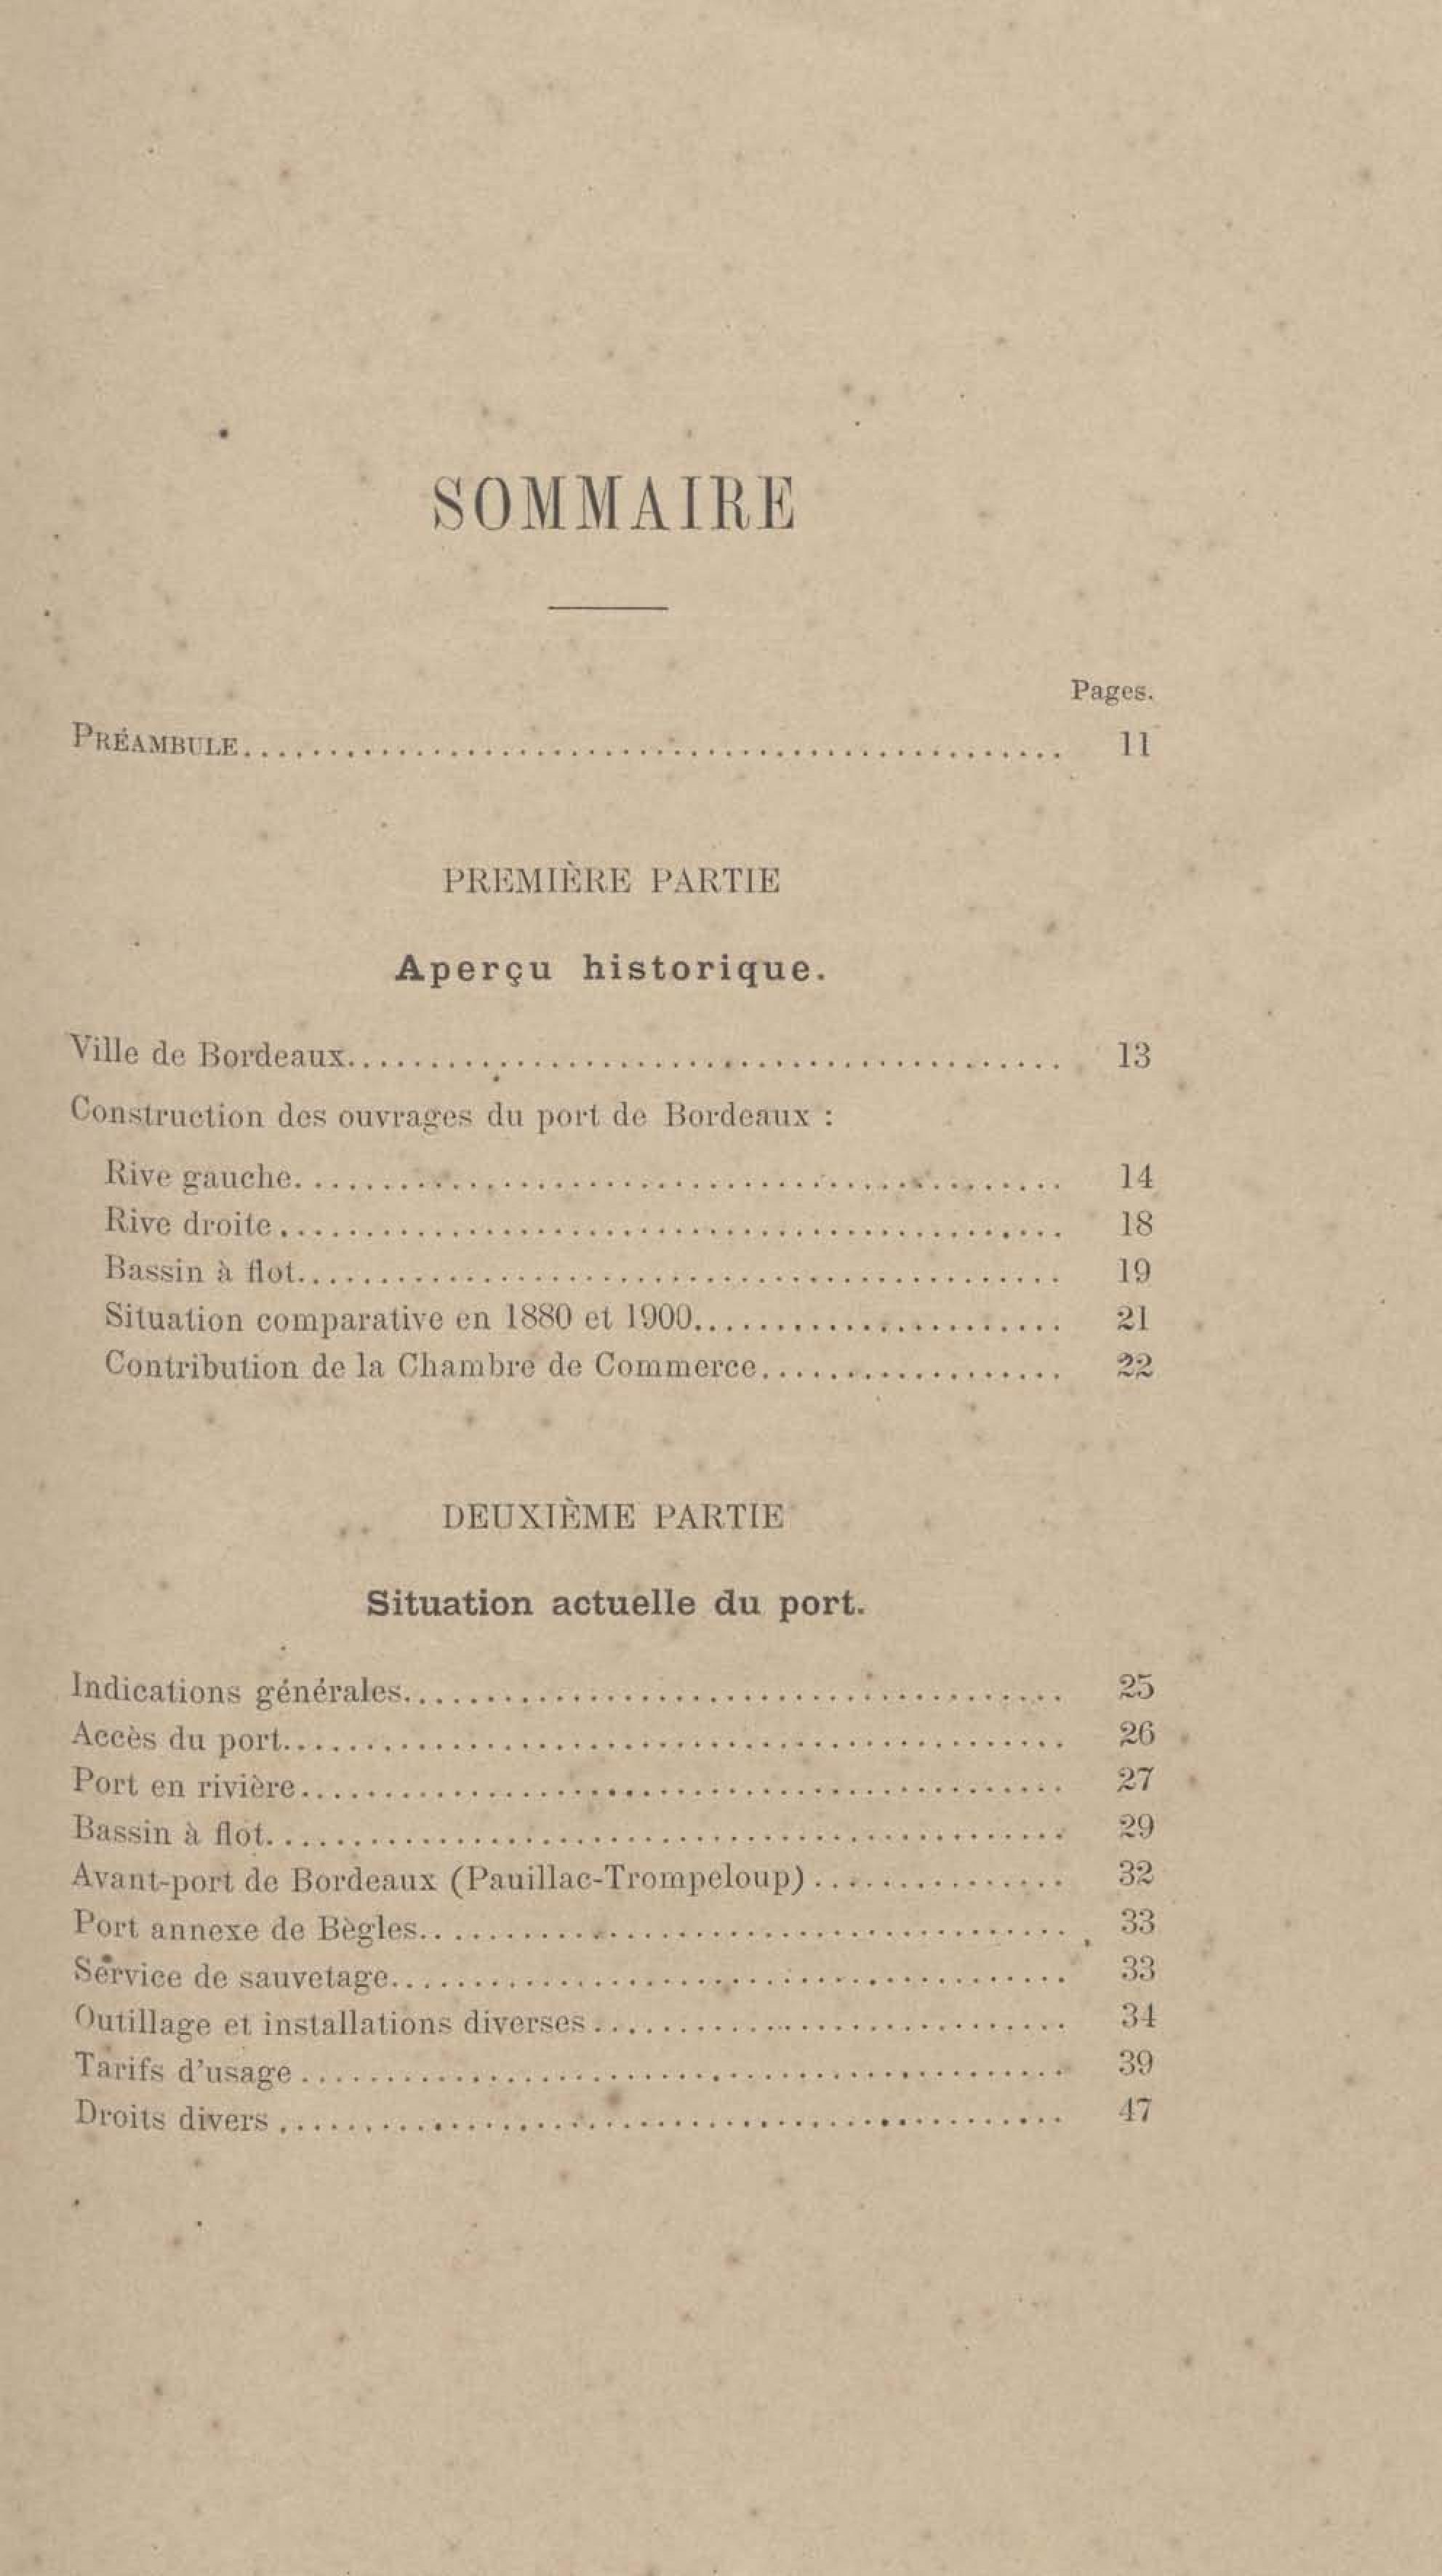 SOMMAIRE
Pages.
PRÉAMBULE.................................................. 11
PREMIÈRE PARTIE
Aperçu historique.
Ville de Bordeaux........................................... 13
Construction des ouvrages du port de Bordeaux :
Rive gauche.............................................. 14
Rive droite.............................................. 18
Bassin à flot............................................. 19
Situation comparative en 1880 et 1900...................... 21
Contribution de la Chambre de Commerce.................. 22
DEUXIÈME PARTIE
Situation actuelle du port.
Indications générales....................................... 25
Accès du port.............................................. 26
Port en rivière............................................. 27
Bassin à flot............................................... 29
Avant-port de Bordeaux (Pauillac-Trompeloup)............... 32
Port annexe de Bègles...................................... 33
Service de sauvetage........................................ 33
Outillage et installations diverses............................ 34
Tarifs d'usage.............................................. 39
Droits divers............................................... 47